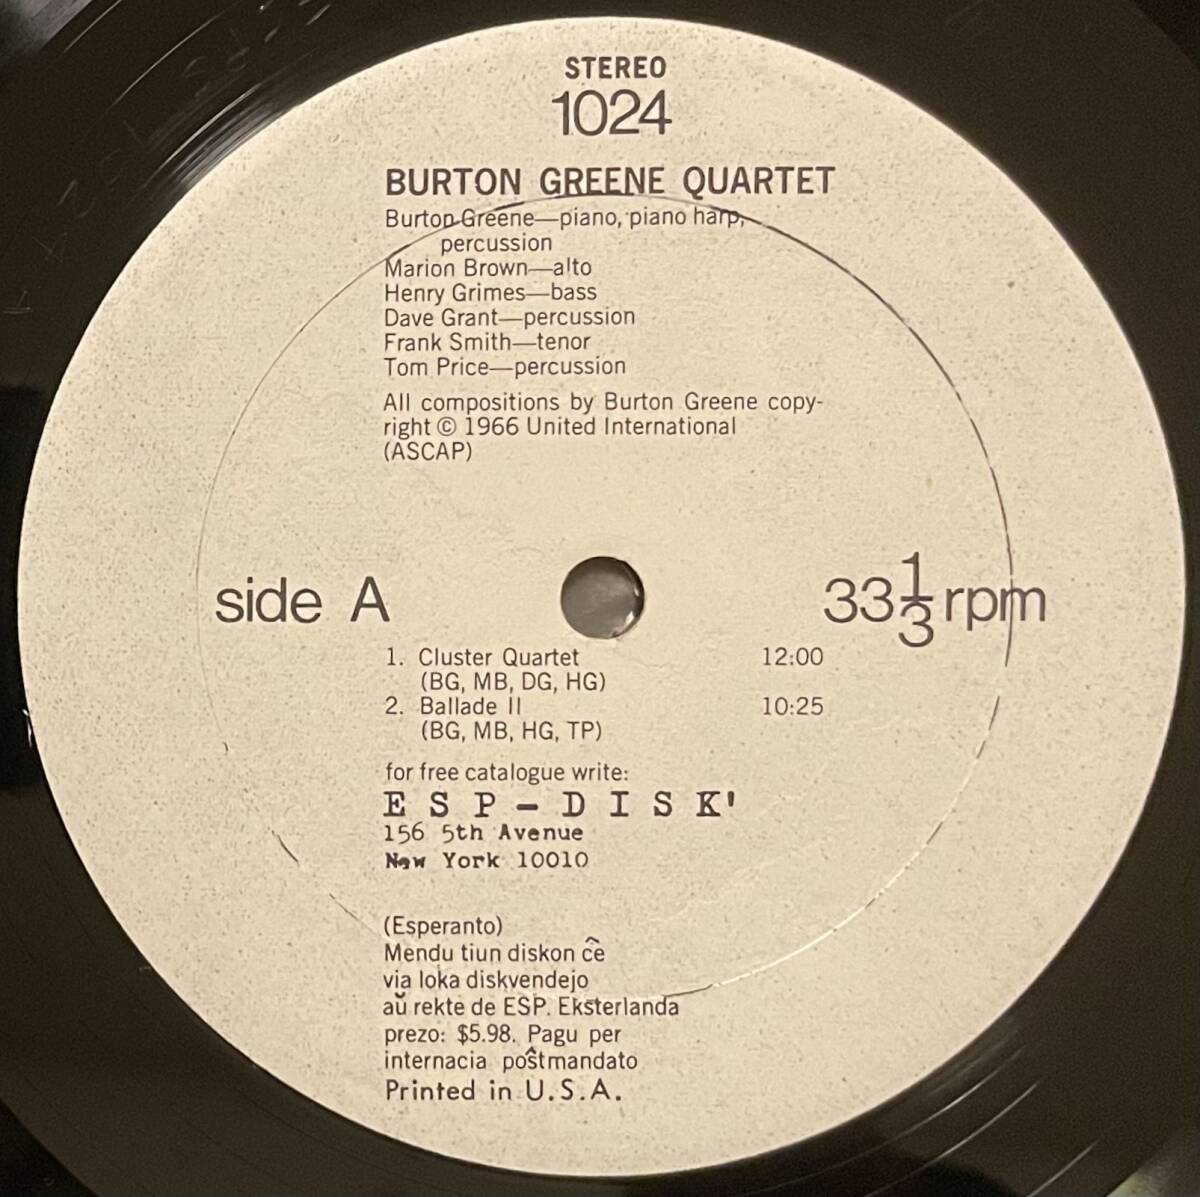 STEREO
1024
BURTON GREENE QUARTET
Burton Greene—piano, piano harp,
percussion
Marion Brown—alto
Henry Grimes—bass
Dave Grant—percussion
Frank Smith—tenor
Tom Price—percussion
All compositions by Burton Greene copy-
right © 1966 United International
(ASCAP)
side A 33 1/3 rpm
1. Cluster Quartet 12:00
(BG, MB, DG, HG)
2. Ballade II 10:25
(BG, MB, HG, TP)
for free catalogue write:
ESP-DISK'
156 5th Avenue
New York 10010
(Esperanto)
Mendu tiun diskon ĉe
via loka diskvendejo
aŭ rekte de ESP. Eksterlanda
prezo: $5.98. Pagu per
internacia poŝtmandato
Printed in U.S.A.